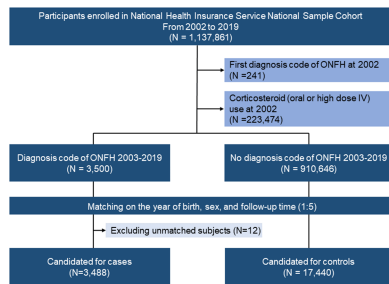 Participants enrolled in National Health Insurance Service National Sample Cohort
From 2002 to 2019
(N = 1,137,861)
First diagnosis code of ONFH at 2002
(N =241)
Corticosteroid (oral or high dose IV)
use at 2002
(N =223,474)
Diagnosis code of ONFH 2003-2019
(N = 3,500)
No diagnosis code of ONFH 2003-2019
(N = 910,646)
Matching on the year of birth, sex, and follow-up time (1:5)
Excluding unmatched subjects (N=12)
Candidated for cases
(N=3,488)
Candidated for controls
(N = 17,440)